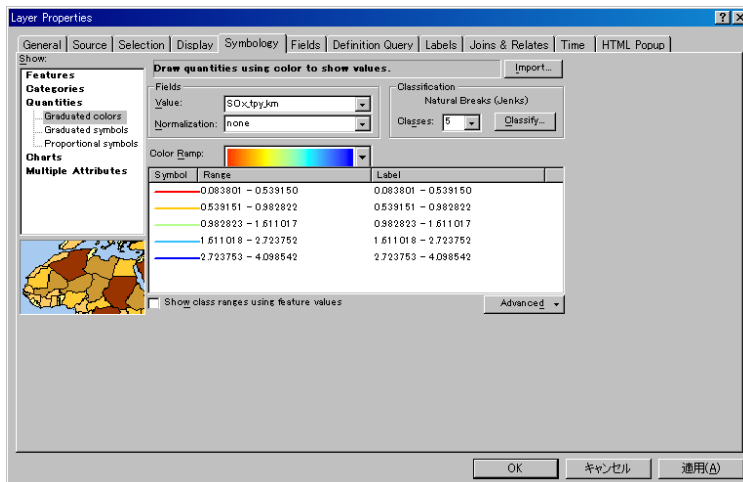 Layer Properties
General Source Selection Display Symbology Fields Definition Query Labels Joins & Relates Time HTML Popup
Show:
Features
Categories
Quantities
Graduated colors
Graduated symbols
Proportional symbols
Charts
Multiple Attributes
Draw quantities using color to show values.
Import...
Fields
Value: SOx_tpy_km
Normalization: none
Classification
Natural Breaks (Jenks)
Classes: 5 Classify...
Color Ramp:
Symbol Range Label
0.083801 - 0.539150 0.083801 - 0.539150
0.539151 - 0.982822 0.539151 - 0.982822
0.982823 - 1.611017 0.982823 - 1.611017
1.611018 - 2.723752 1.611018 - 2.723752
2.723753 - 4.098542 2.723753 - 4.098542
Show class ranges using feature values
Advanced
OK キャンセル 適用(A)